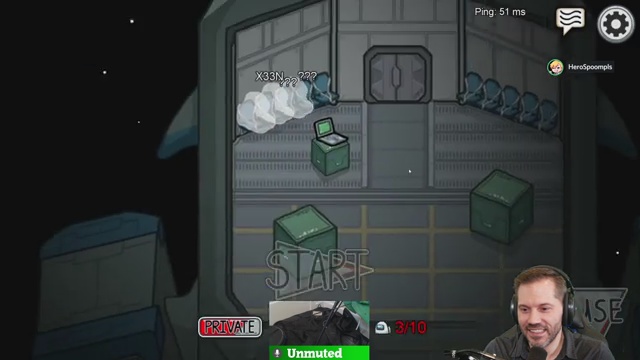 Ping: 51 ms
HeroSpoompls
X33N
??? ???
START
PRIVATE
3/10
Unmuted